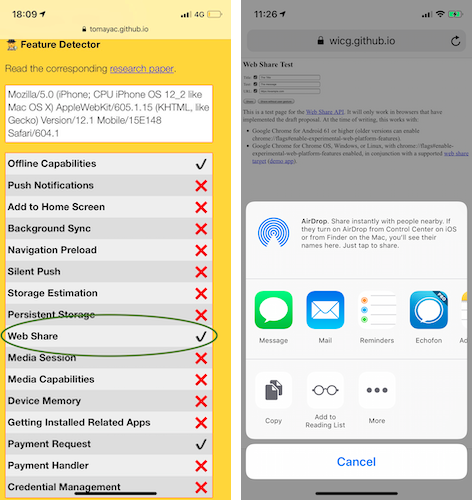 18:09
4G
tomayac.github.io
Feature Detector
Read the corresponding research paper.
Mozilla/5.0 (iPhone; CPU iPhone OS 12_2 like
Mac OS X) AppleWebKit/605.1.15 (KHTML, like
Gecko) Version/12.1 Mobile/15E148
Safari/604.1
Offline Capabilities ✓
Push Notifications ❌
Add to Home Screen ❌
Background Sync ❌
Navigation Preload ❌
Silent Push ❌
Storage Estimation ❌
Persistent Storage ❌
Web Share ✓
Media Session ❌
Media Capabilities ❌
Device Memory ❌
Getting Installed Related Apps ❌
Payment Request ✓
Payment Handler ❌
Credential Management ❌
11:26
wicg.github.io
Web Share Test
This is a test page for the Web Share API. It will only work in browsers that have
implemented the draft proposal. At the time of writing, this works with:
Google Chrome for Android 61 or higher (older versions can enable
chrome://flags#enable-experimental-web-platform-features).
Google Chrome for Chrome OS, Windows, or Linux, with chrome://flags#enable-
experimental-web-platform-features enabled, in conjunction with a supported web share
target (demo app).
AirDrop. Share instantly with people nearby. If
they turn on AirDrop from Control Center on iOS
or from Finder on the Mac, you'll see their
names here. Just tap to share.
Message
Mail
Reminders
Echofon
Copy
Add to
Reading List
More
Cancel